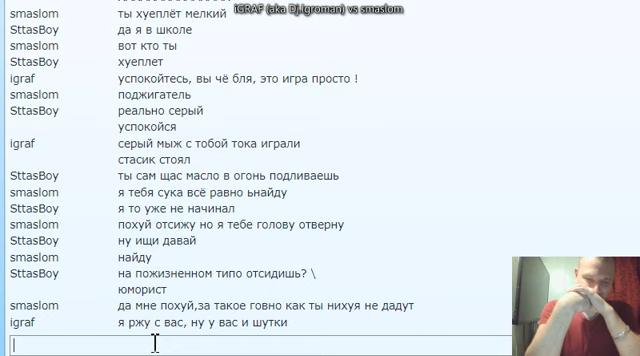 iGRAF (aka Dj.Igroman) vs smaslom
smaslom ты хуеплёт мелкий
SttasBoy да я в школе
smaslom вот кто ты
SttasBoy хуеплет
igraf успокойтесь, вы чё бля, это игра просто !
smaslom поджигатель
SttasBoy реально серый
успокойся
igraf серый мыж с тобой тока играли
стасик стоял
SttasBoy ты сам щас масло в огонь подливаешь
smaslom я тебя сука всё равно ьнайду
SttasBoy я то уже не начинал
smaslom похуй отсижу но я тебе голову отверну
SttasBoy ну ищи давай
smaslom найду
SttasBoy на пожизненном типо отсидишь? \
юморист
smaslom да мне похуй,за такое говно как ты нихуя не дадут
igraf я ржу с вас, ну у вас и шутки